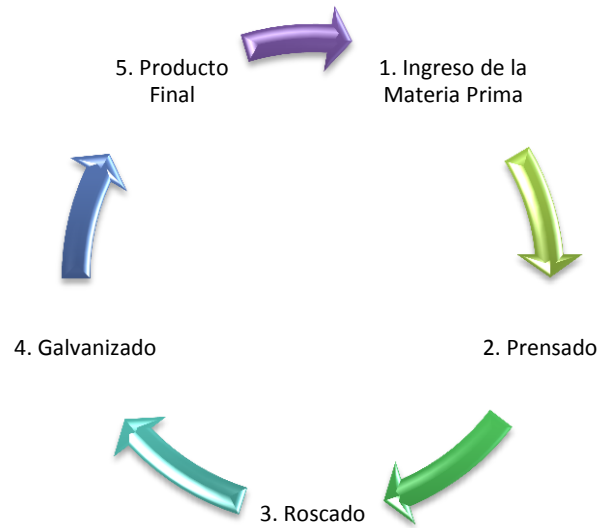 1. Ingreso de la
Materia Prima
2. Prensado
3. Roscado
4. Galvanizado
5. Producto
Final